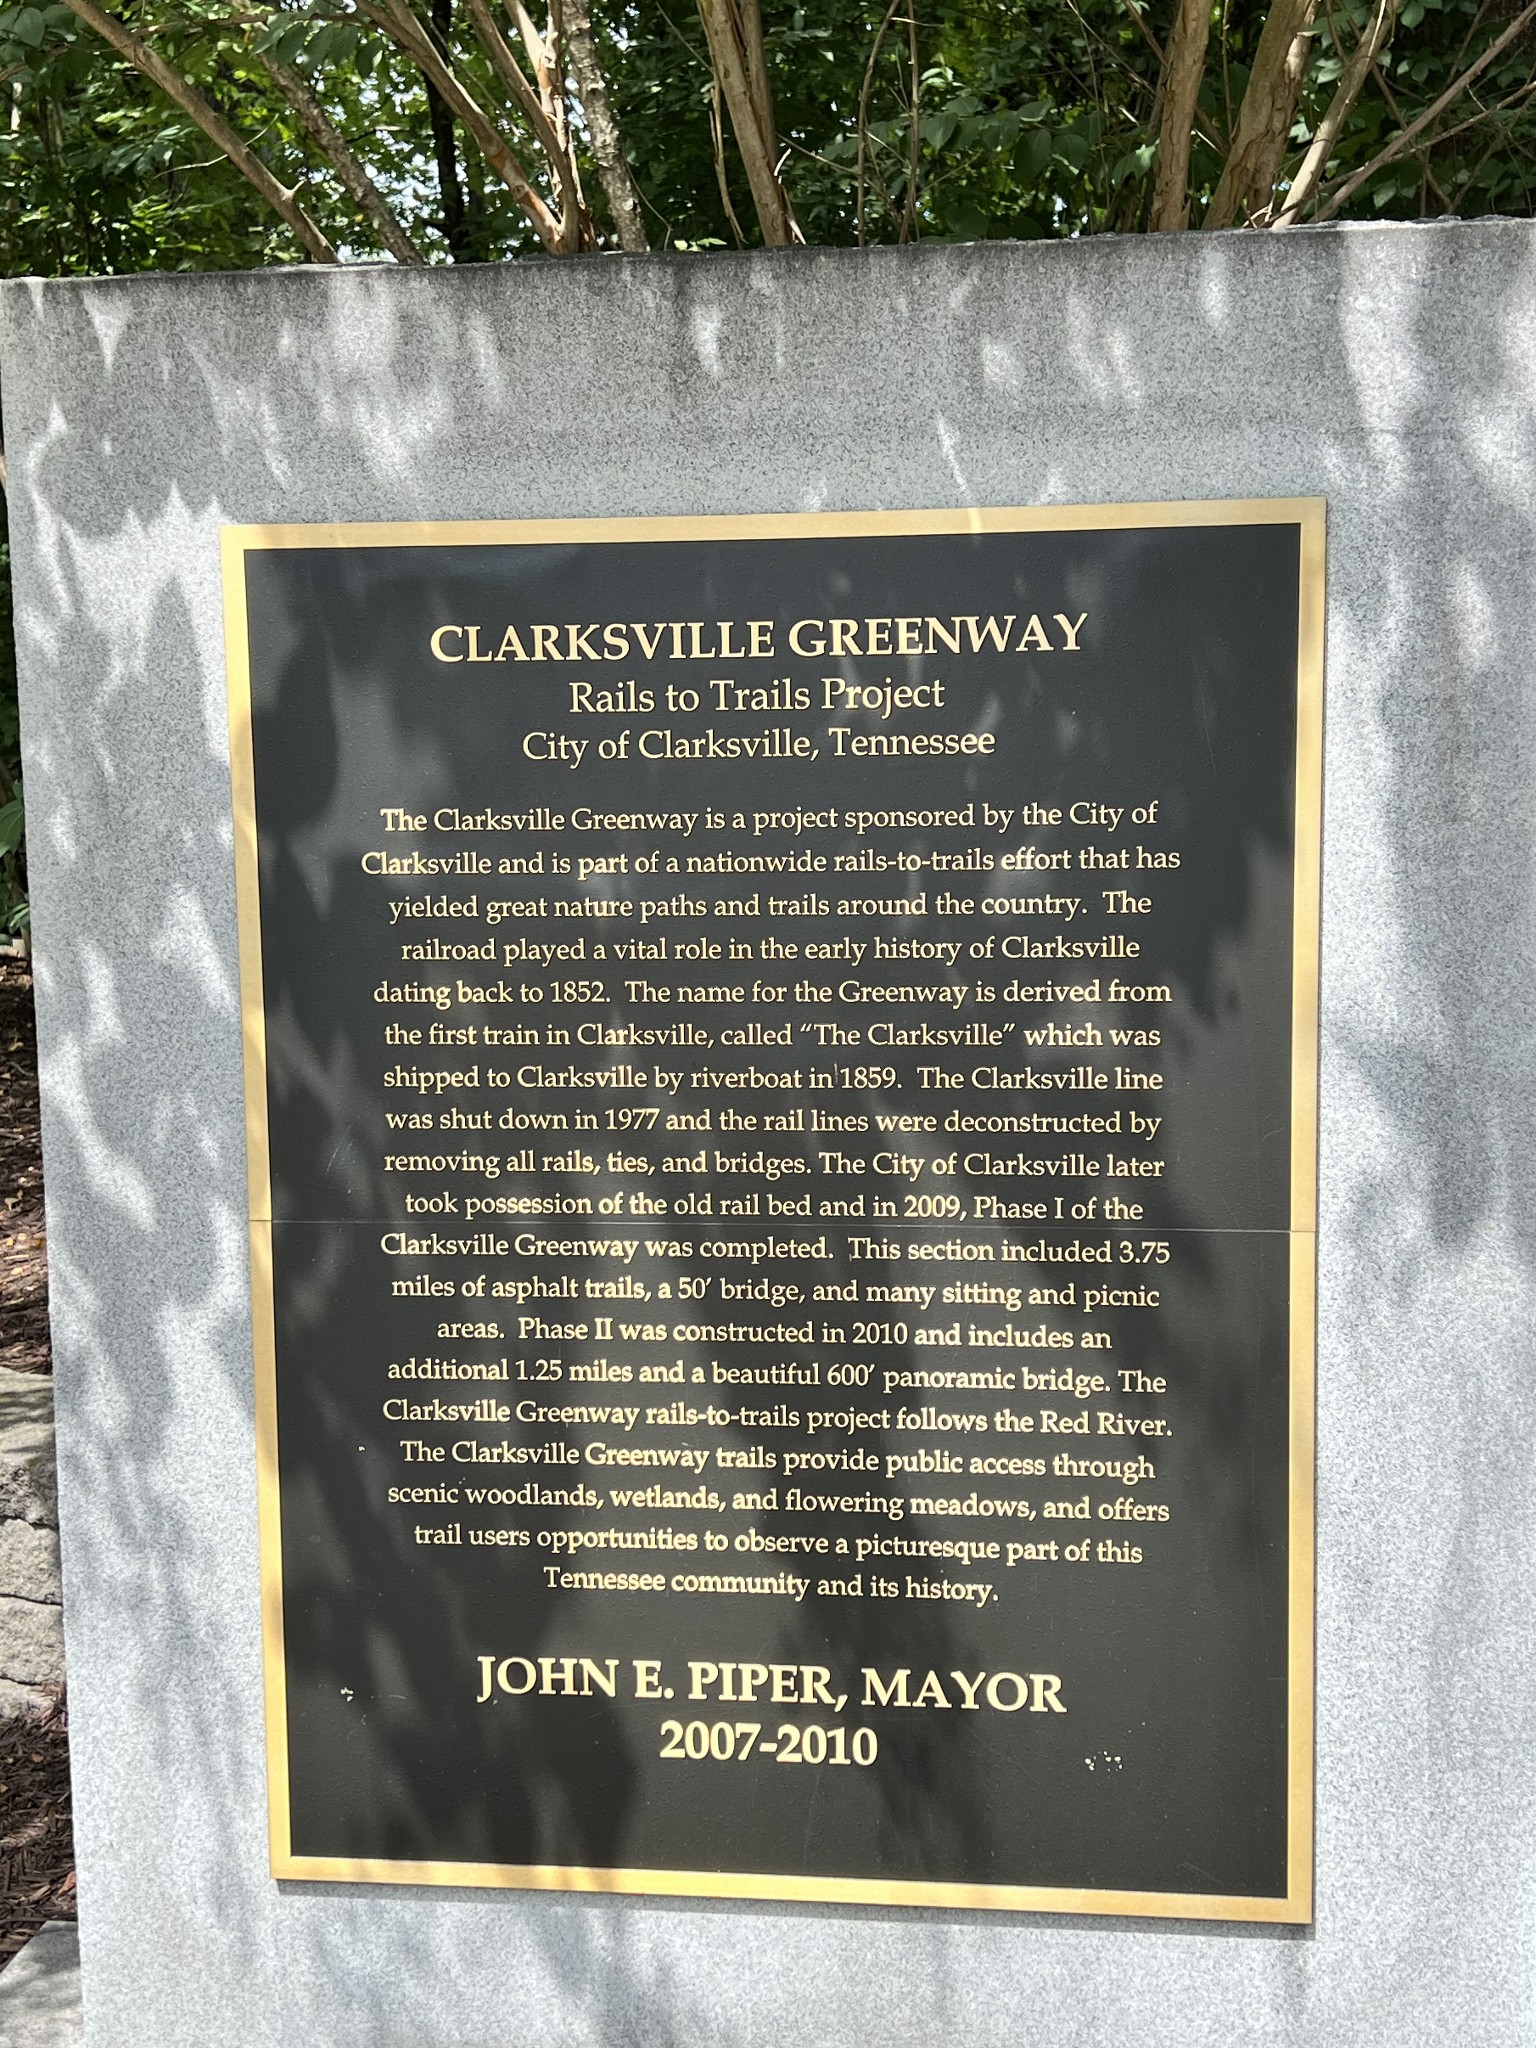 CLARKSVILLE GREENWAY
Rails to Trails Project
City of Clarksville, Tennessee
The Clarksville Greenway is a project sponsored by the City of
Clarksville and is part of a nationwide rails-to-trails effort that has
yielded great nature paths and trails around the country. The
railroad played a vital role in the early history of Clarksville
dating back to 1852. The name for the Greenway is derived from
the first train in Clarksville, called “The Clarksville” which was
shipped to Clarksville by riverboat in 1859. The Clarksville line
was shut down in 1977 and the rail lines were deconstructed by
removing all rails, ties, and bridges. The City of Clarksville later
took possession of the old rail bed and in 2009, Phase I of the
Clarksville Greenway was completed. This section included 3.75
miles of asphalt trails, a 50′ bridge, and many sitting and picnic
areas. Phase II was constructed in 2010 and includes an
additional 1.25 miles and a beautiful 600′ panoramic bridge. The
Clarksville Greenway rails-to-trails project follows the Red River.
The Clarksville Greenway trails provide public access through
scenic woodlands, wetlands, and flowering meadows, and offers
trail users opportunities to observe a picturesque part of this
Tennessee community and its history.
JOHN E. PIPER, MAYOR
2007-2010